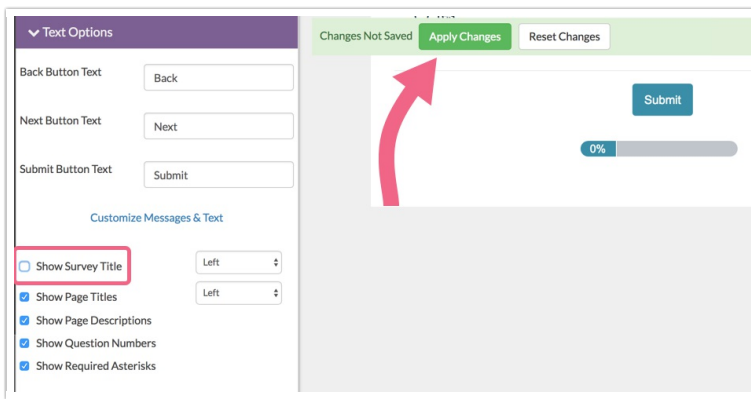 Text Options
Back Button Text
Back
Next Button Text
Next
Submit Button Text
Submit
Customize Messages & Text
Show Survey Title
Left
Show Page Titles
Left
Show Page Descriptions
Show Question Numbers
Show Required Asterisks
Changes Not Saved
Apply Changes
Reset Changes
Submit
0%